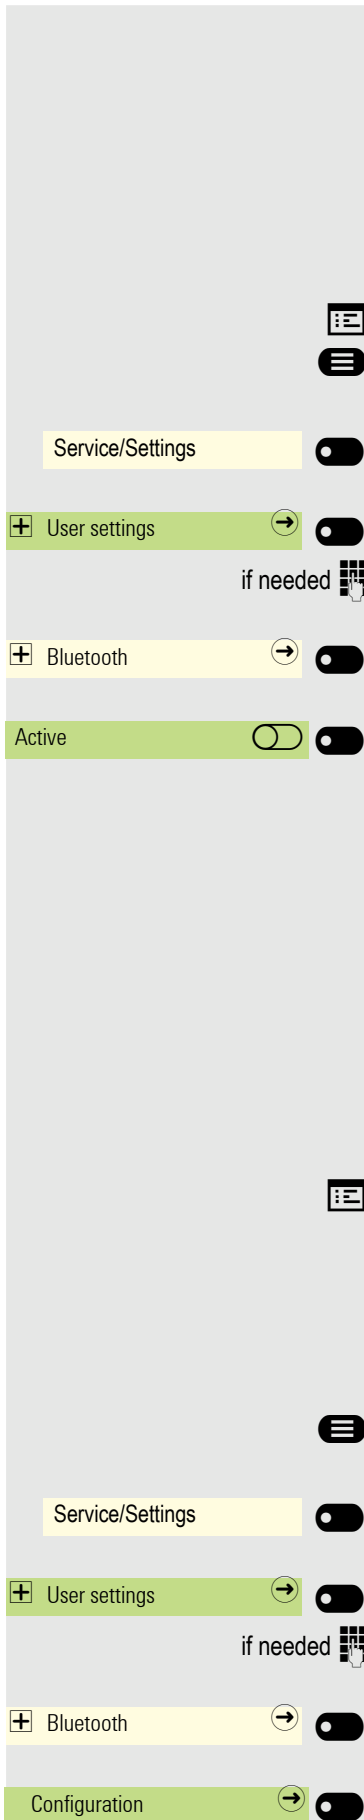 Service/Settings
User settings
if needed
Bluetooth
Active
Service/Settings
User settings
if needed
Bluetooth
Configuration